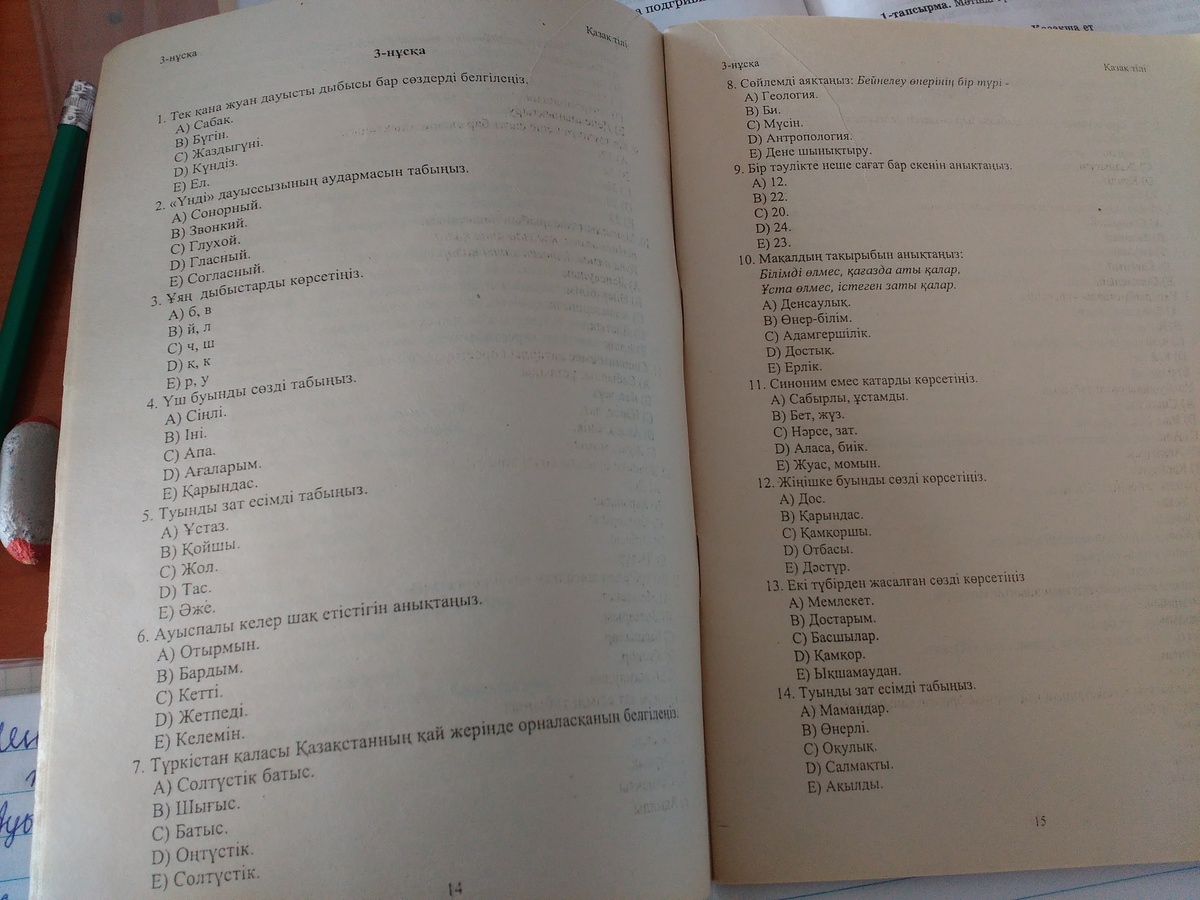 3-нұсқа
Қазақ тілі
3-нұсқа
1. Тек қана жуан дауысты дыбысы бар сөздерді белгілеңіз.
A) Сабақ.
B) Бүгін.
C) Жаздыгүні.
D) Күндіз.
E) Ел.
2. «Үнді» дауыссызының аудармасын табыңыз.
A) Сонорный.
B) Звонкий.
C) Глухой.
D) Гласный.
E) Согласный.
3. Ұяң дыбыстарды көрсетіңіз.
A) б, в
B) й, л
C) ч, ш
D) қ, к
E) р, у
4. Үш буынды сөзді табыңыз.
A) Сіңлі.
B) Іні.
C) Апа.
D) Ағаларым.
E) Қарындас.
5. Туынды зат есімді табыңыз.
A) Ұстаз.
B) Қойшы.
C) Жол.
D) Тас.
E) Әже.
6. Ауыспалы келер шақ етістігін анықтаңыз.
A) Отырмын.
B) Бардым.
C) Кетті.
D) Жетпеді.
E) Келемін.
7. Түркістан қаласы Қазақстанның қай жерінде орналасқанын белгілеңіз.
A) Солтүстік батыс.
B) Шығыс.
C) Батыс.
D) Оңтүстік.
E) Солтүстік.
14
1-тапсырма.
3-нұсқа
Қазақ тілі
8. Сөйлемді аяқтаңыз: Бейнелеу өнерінің бір түрі -
A) Геология.
B) Би.
C) Мүсін.
D) Антропология.
E) Дене шынықтыру.
9. Бір тәулікте неше сағат бар екенін анықтаңыз.
A) 12.
B) 22.
C) 20.
D) 24.
E) 23.
10. Мақалдың тақырыбын анықтаңыз:
Білімді өлмес, қағазда аты қалар,
Ұста өлмес, істеген заты қалар.
A) Денсаулық.
B) Өнер-білім.
C) Адамгершілік.
D) Достық.
E) Ерлік.
11. Синоним емес қатарды көрсетіңіз.
A) Сабырлы, ұстамды.
B) Бет, жүз.
C) Нәрсе, зат.
D) Аласа, биік.
E) Жуас, момын.
12. Жіңішке буынды сөзді көрсетіңіз.
A) Дос.
B) Қарындас.
C) Қамқоршы.
D) Отбасы.
E) Дәстүр.
13. Екі түбірден жасалған сөзді көрсетіңіз
A) Мемлекет.
B) Достарым.
C) Басшылар.
D) Қамқор.
E) Ықшамаудан.
14. Туынды зат есімді табыңыз.
A) Мамандар.
B) Өнерлі.
C) Оқулық.
D) Салмақты.
E) Ақылды.
15